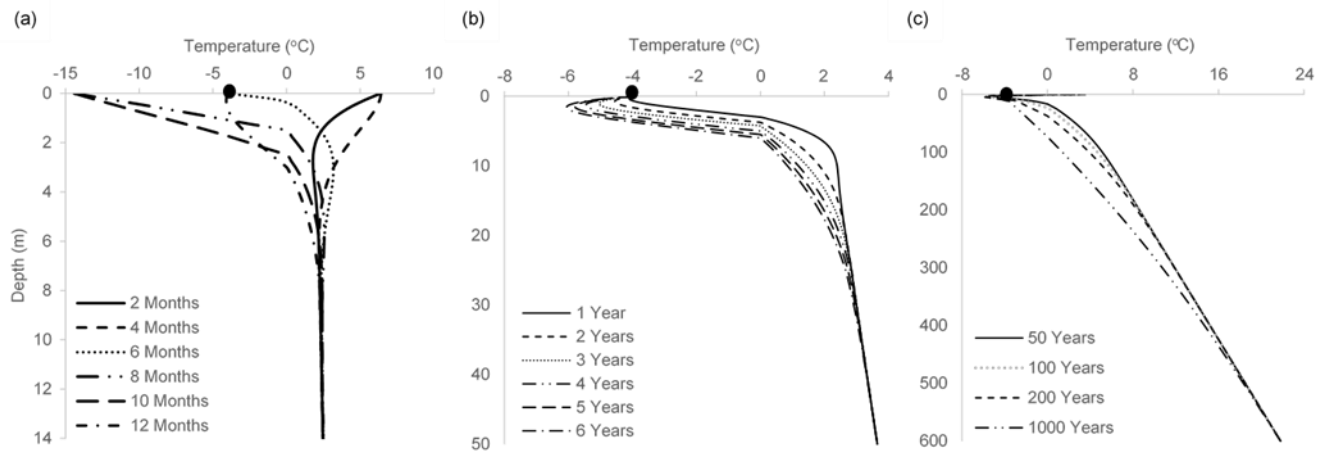 (a)
Temperature (°C)
-15 -10 -5 0 5 10
Depth (m)
0
2
4
6
8
10
12
14
2 Months
4 Months
6 Months
8 Months
10 Months
12 Months
(b)
Temperature (°C)
-8 -6 -4 -2 0 2 4
0
10
20
30
40
50
1 Year
2 Years
3 Years
4 Years
5 Years
6 Years
(c)
Temperature (°C)
-8 0 8 16 24
0
100
200
300
400
500
600
50 Years
100 Years
200 Years
1000 Years